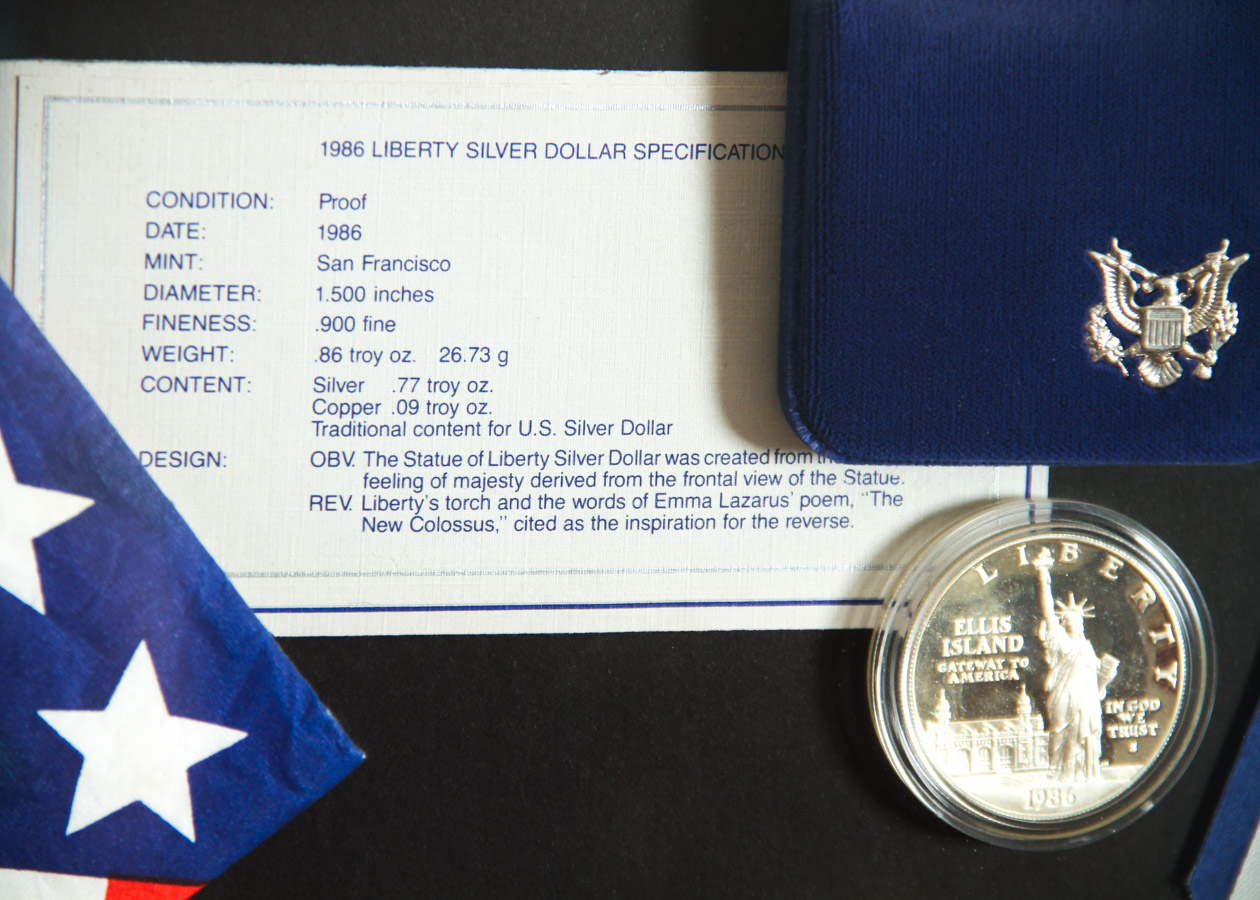 1986 LIBERTY SILVER DOLLAR SPECIFICATION
CONDITION: Proof
DATE: 1986
MINT: San Francisco
DIAMETER: 1.500 inches
FINENESS: .900 fine
WEIGHT: .86 troy oz. 26.73 g
CONTENT: Silver .77 troy oz.
Copper .09 troy oz.
Traditional content for U.S. Silver Dollar
DESIGN: OBV. The Statue of Liberty Silver Dollar was created from
feeling of majesty derived from the frontal view of the Statue.
REV. Liberty's torch and the words of Emma Lazarus' poem, “The
New Colossus,” cited as the inspiration for the reverse.
LIBERTY
ELLIS
ISLAND
GATEWAY TO
AMERICA
IN GOD
WE
TRUST
S
1986